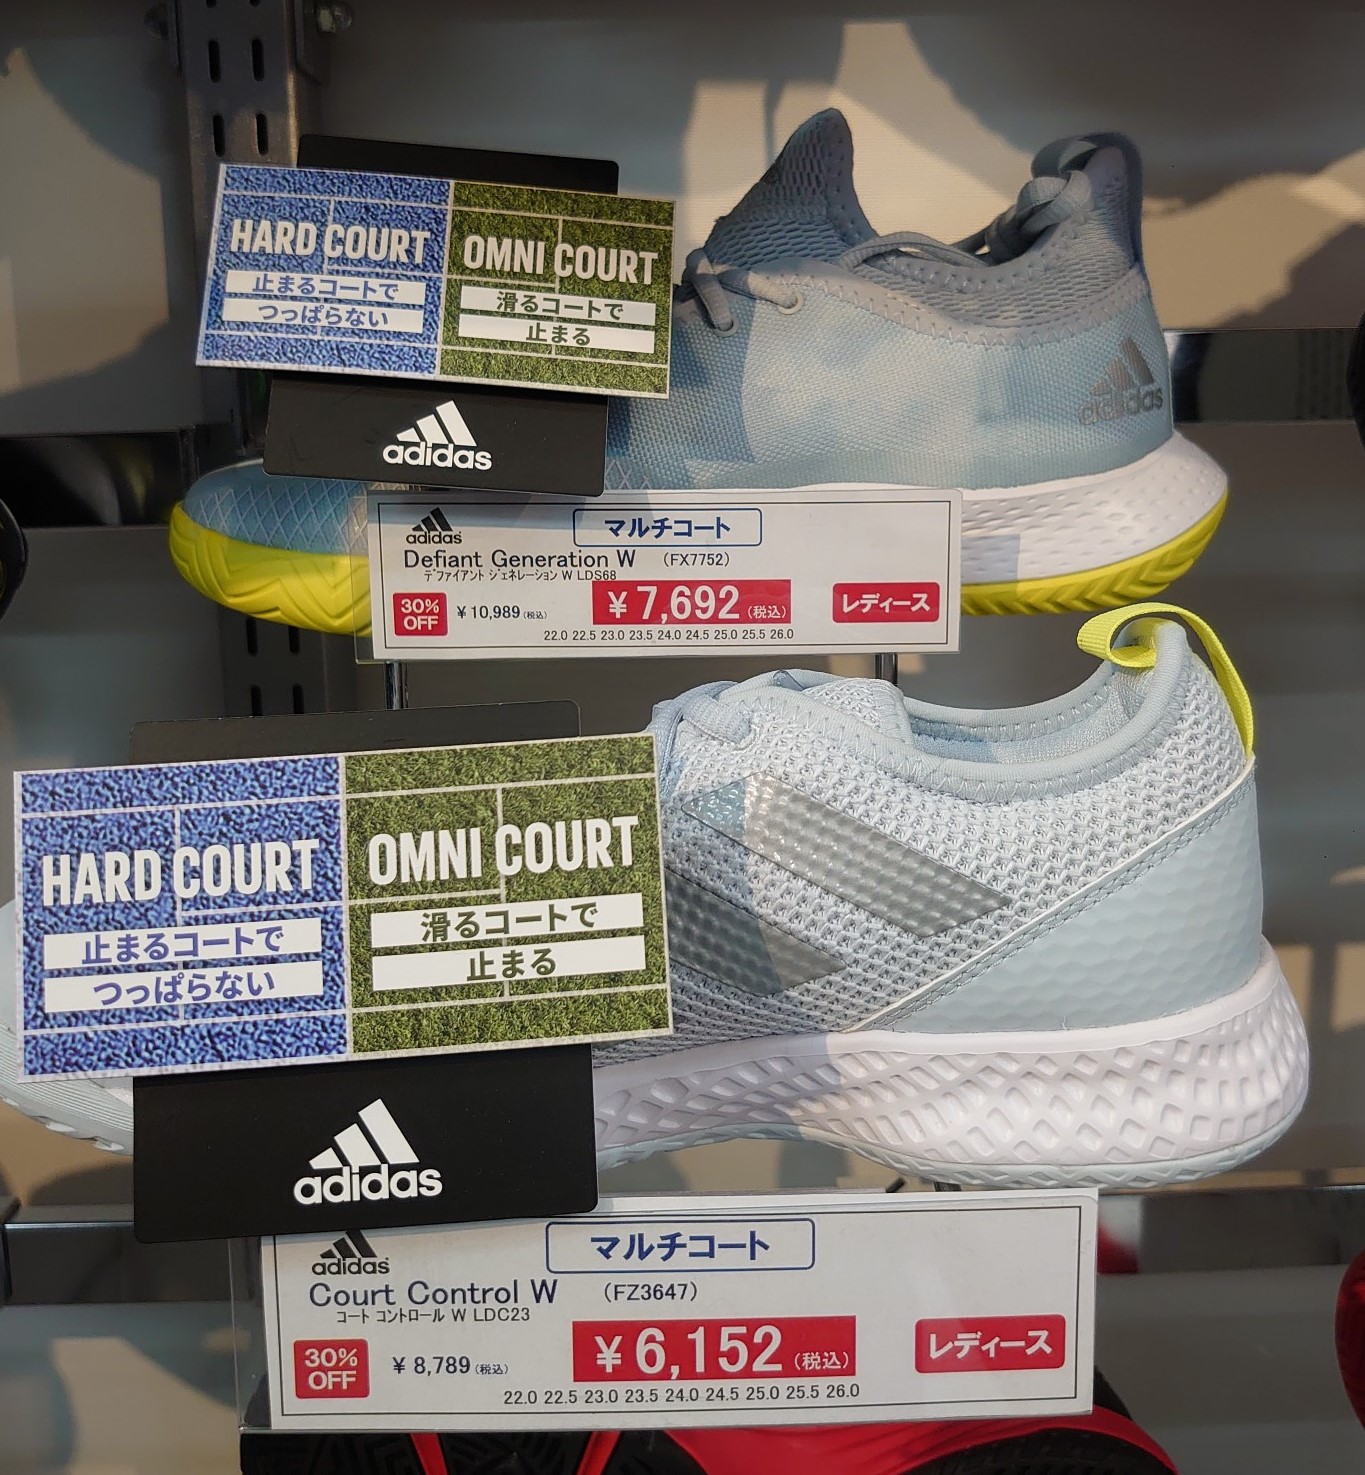 HARD COURT
止まるコートで
つっぱらない
OMNI COURT
滑るコートで
止まる
adidas
adidas
adidas
マルチコート
Defiant Generation W (FX7752)
デファイアント ジェネレーション W LDS68
30%
OFF
¥10,989(税込)
¥7,692(税込)
レディース
22.0 22.5 23.0 23.5 24.0 24.5 25.0 25.5 26.0
HARD COURT
止まるコートで
つっぱらない
OMNI COURT
滑るコートで
止まる
adidas
adidas
マルチコート
Court Control W (FZ3647)
コート コントロール W LDC23
30%
OFF
¥8,789(税込)
¥6,152(税込)
レディース
22.0 22.5 23.0 23.5 24.0 24.5 25.0 25.5 26.0